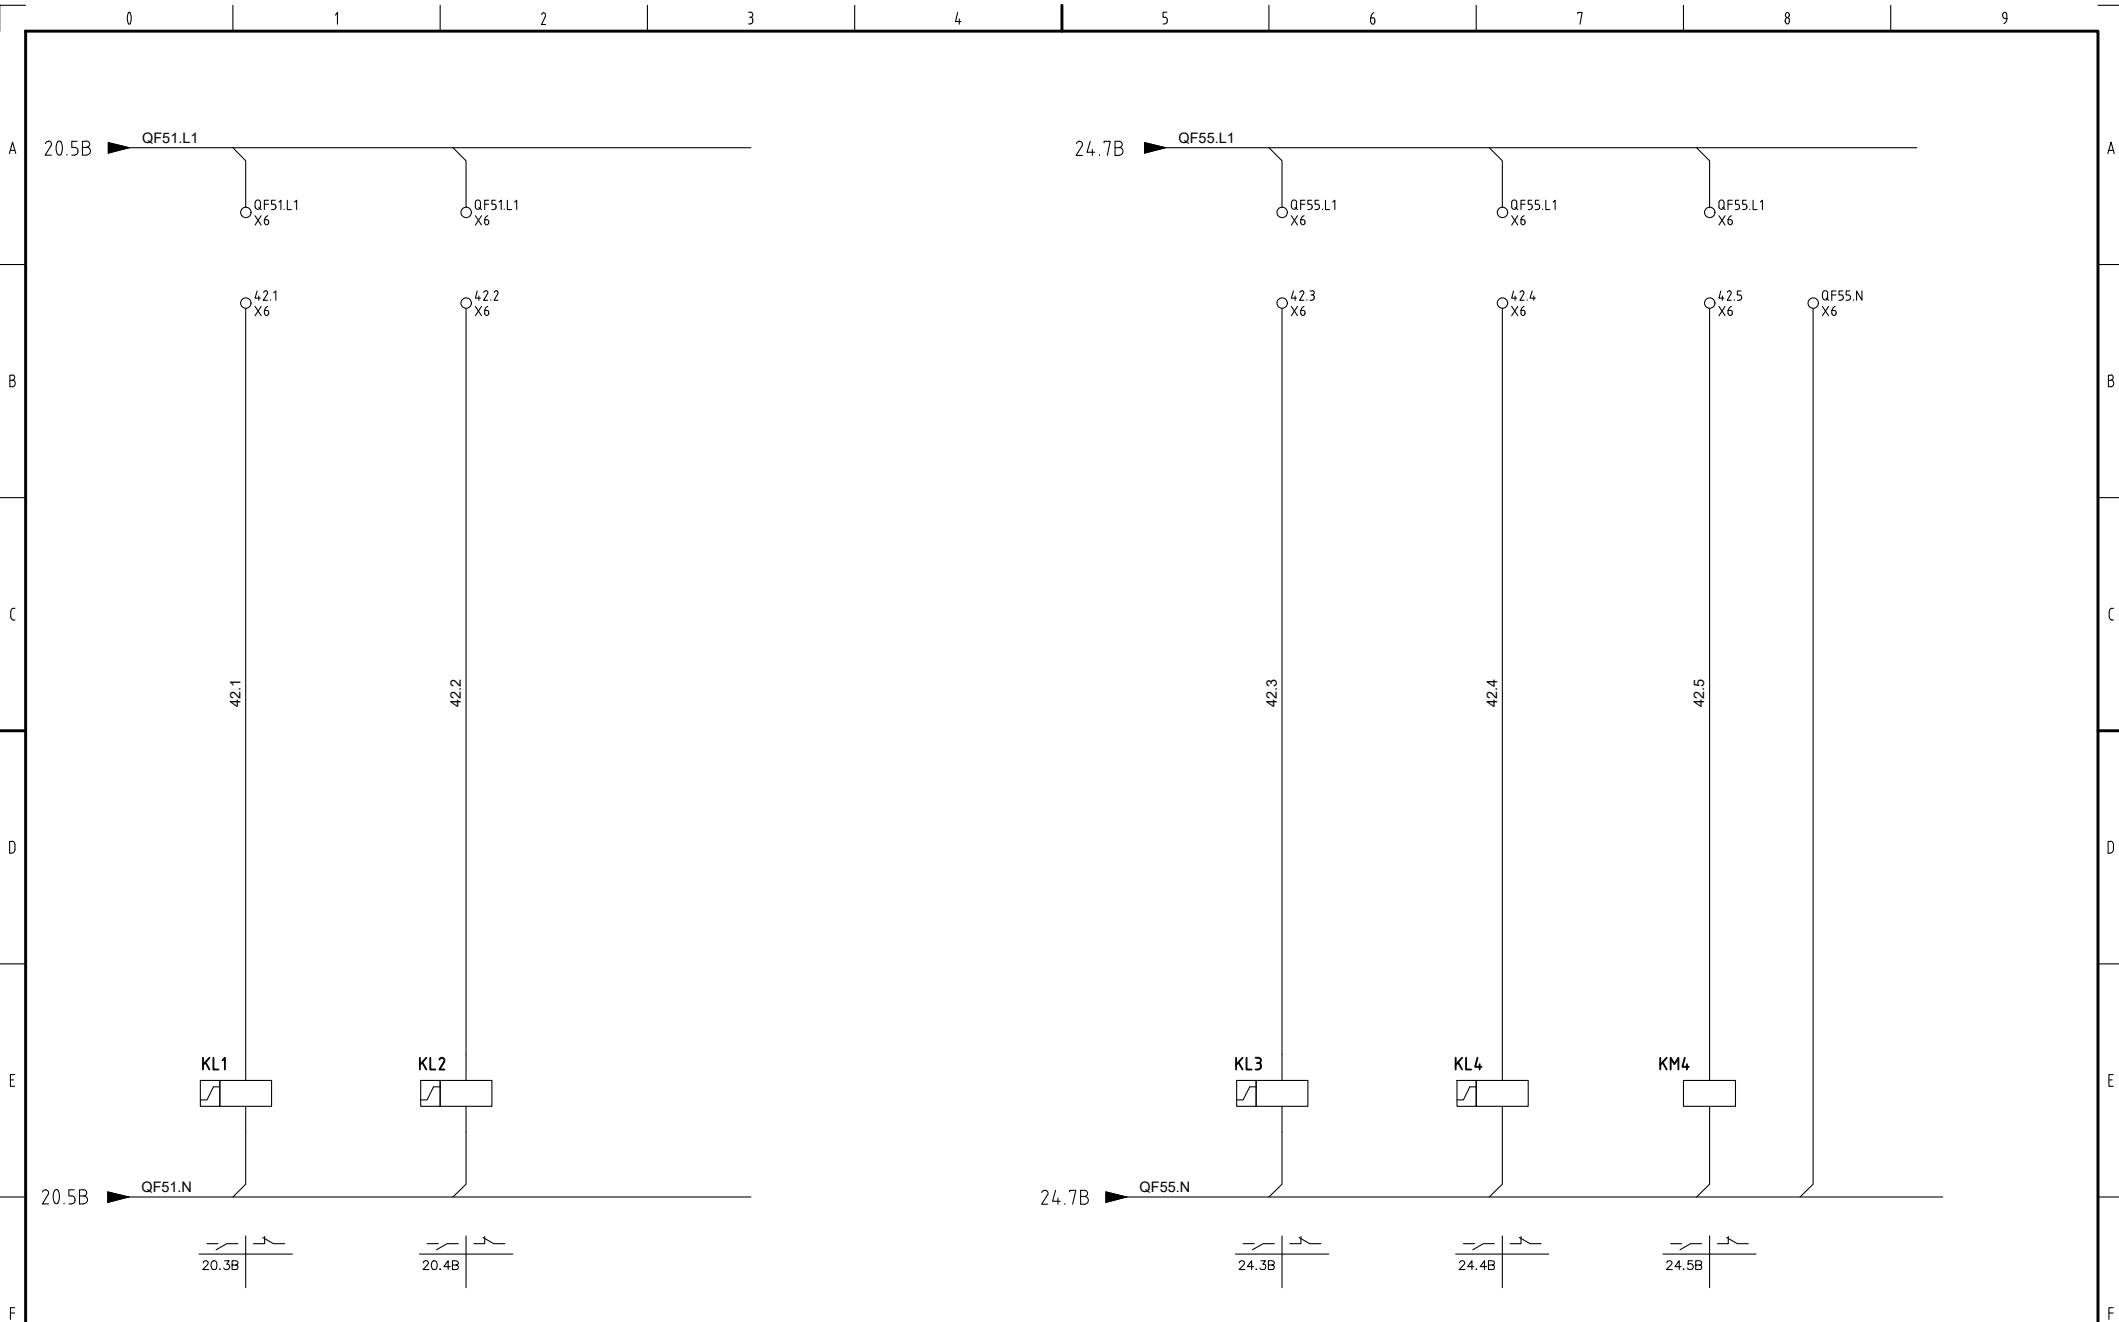 0 1 2 3 4 5 6 7 8 9
A 20.5B QF51.L1 24.7B QF55.L1 A
QF51.L1 QF51.L1 QF55.L1 QF55.L1 QF55.L1
X6 X6 X6 X6 X6
42.1 42.2 42.3 42.4 42.5 QF55.N
X6 X6 X6 X6 X6 X6
B B
C C
42.1 42.2 42.3 42.4 42.5
D D
KL1 KL2 KL3 KL4 KM4
E E
20.5B QF51.N 24.7B QF55.N
20.3B 20.4B 24.3B 24.4B 24.5B
F F